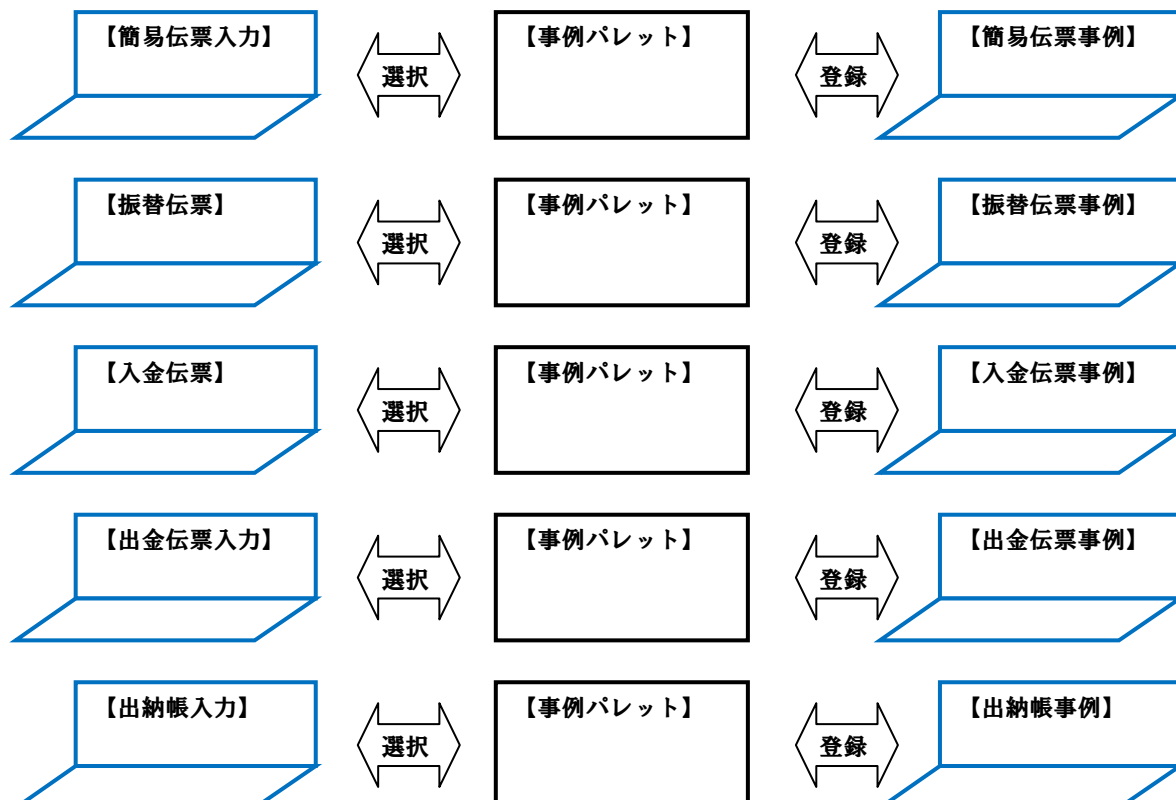 【簡易伝票入力】
選択
【事例パレット】
登録
【簡易伝票事例】
【振替伝票】
選択
【事例パレット】
登録
【振替伝票事例】
【入金伝票】
選択
【事例パレット】
登録
【入金伝票事例】
【出金伝票入力】
選択
【事例パレット】
登録
【出金伝票事例】
【出納帳入力】
選択
【事例パレット】
登録
【出納帳事例】